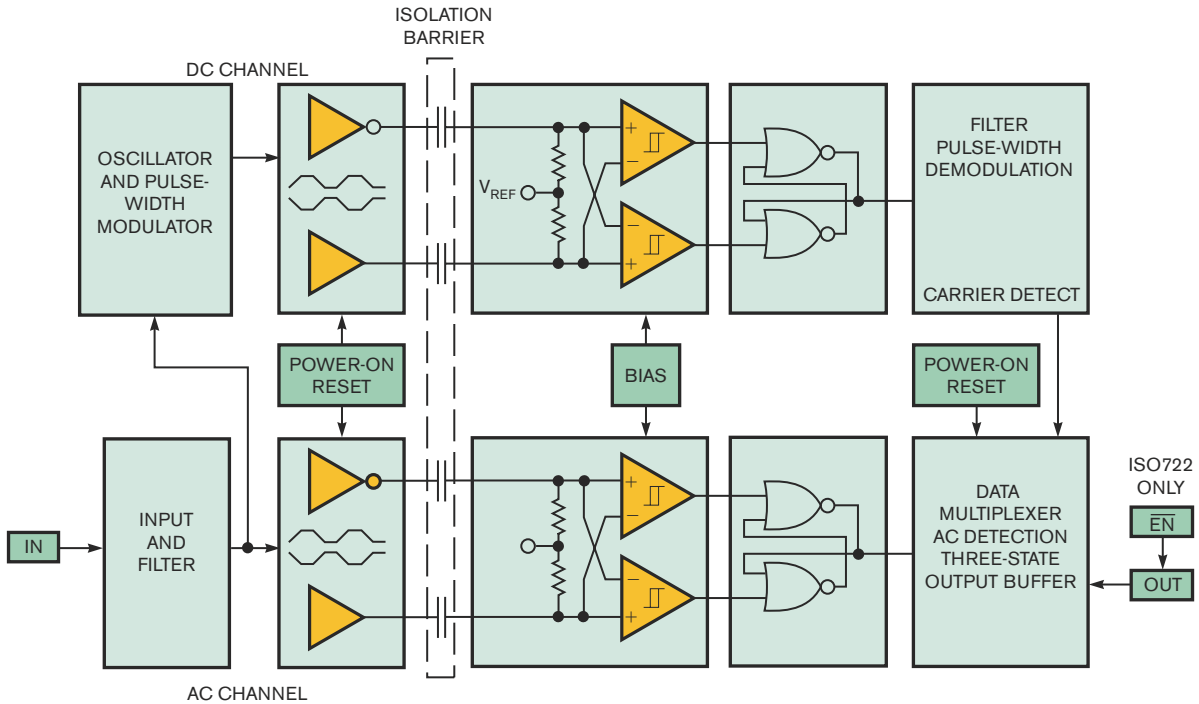 ISOLATION
BARRIER
DC CHANNEL
OSCILLATOR
AND PULSE-
WIDTH
MODULATOR
V_REF
+
−
−
+
FILTER
PULSE-WIDTH
DEMODULATION
CARRIER DETECT
POWER-ON
RESET
BIAS
POWER-ON
RESET
IN
INPUT
AND
FILTER
+
−
−
+
DATA
MULTIPLEXER
AC DETECTION
THREE-STATE
OUTPUT BUFFER
ISO722
ONLY
E̅N̅
OUT
AC CHANNEL